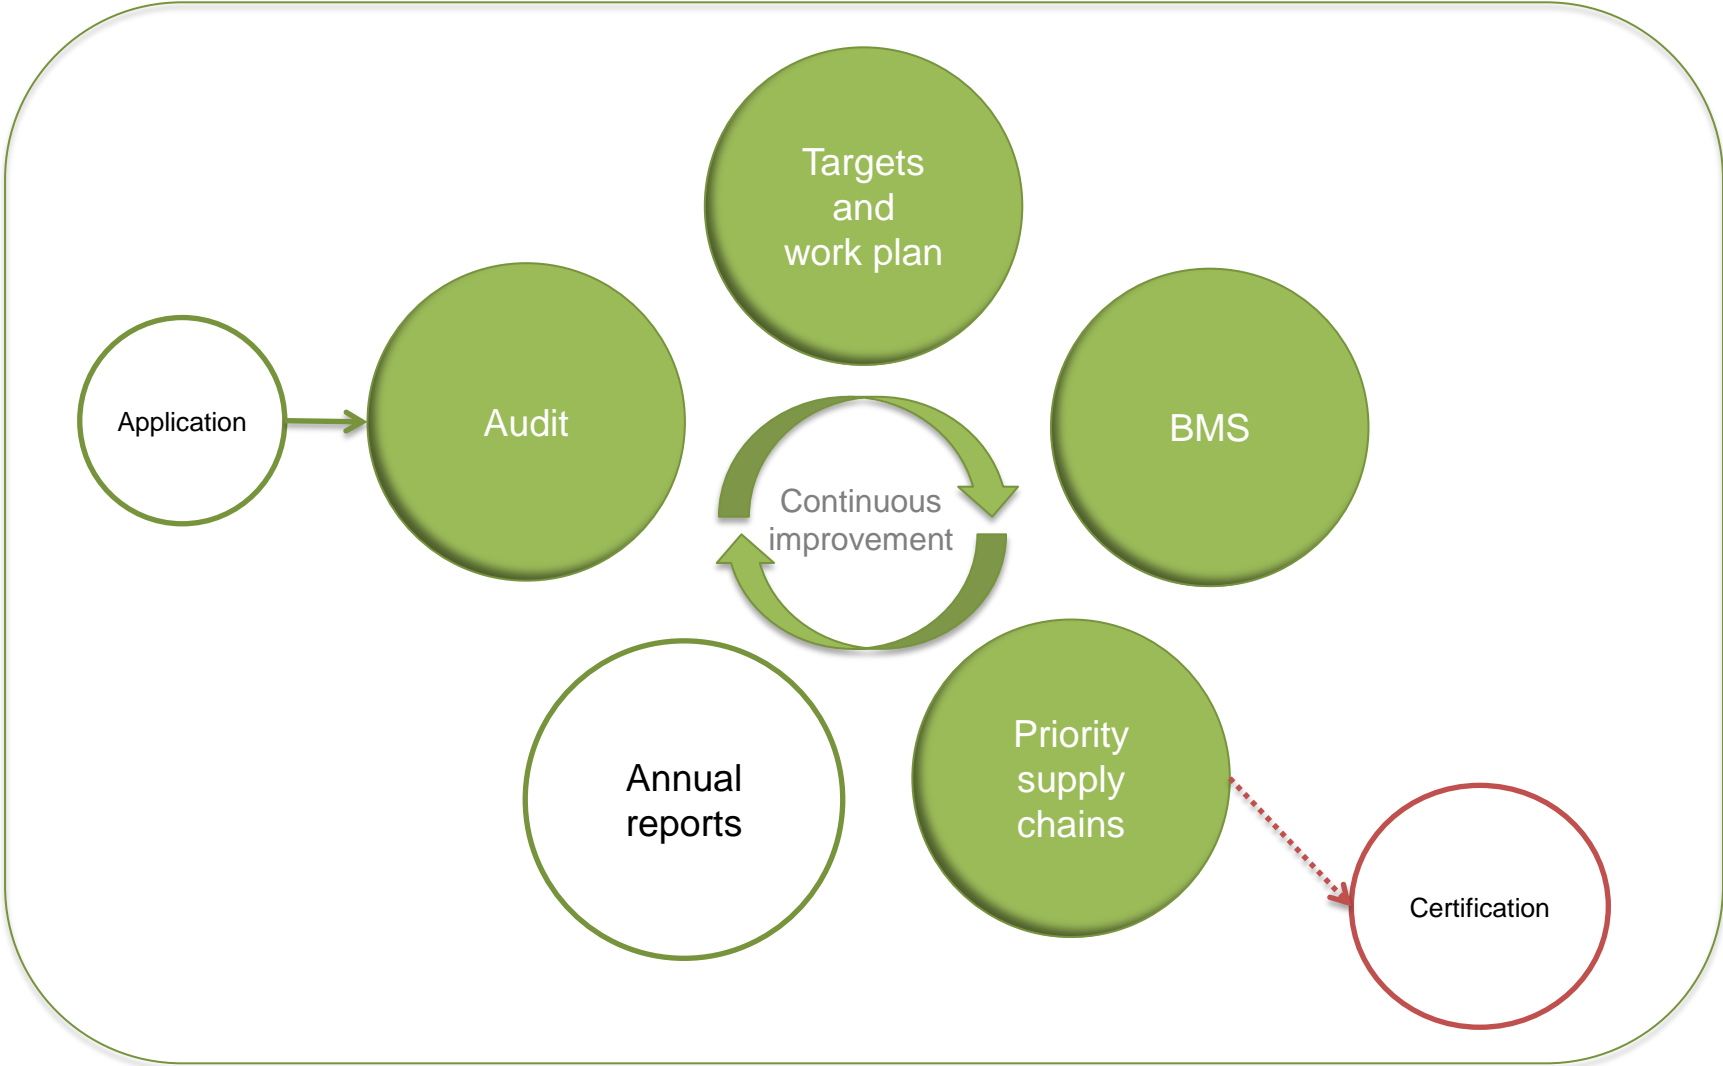 Targets
and
work plan
Application
Audit
BMS
Continuous
improvement
Annual
reports
Priority
supply
chains
Certification